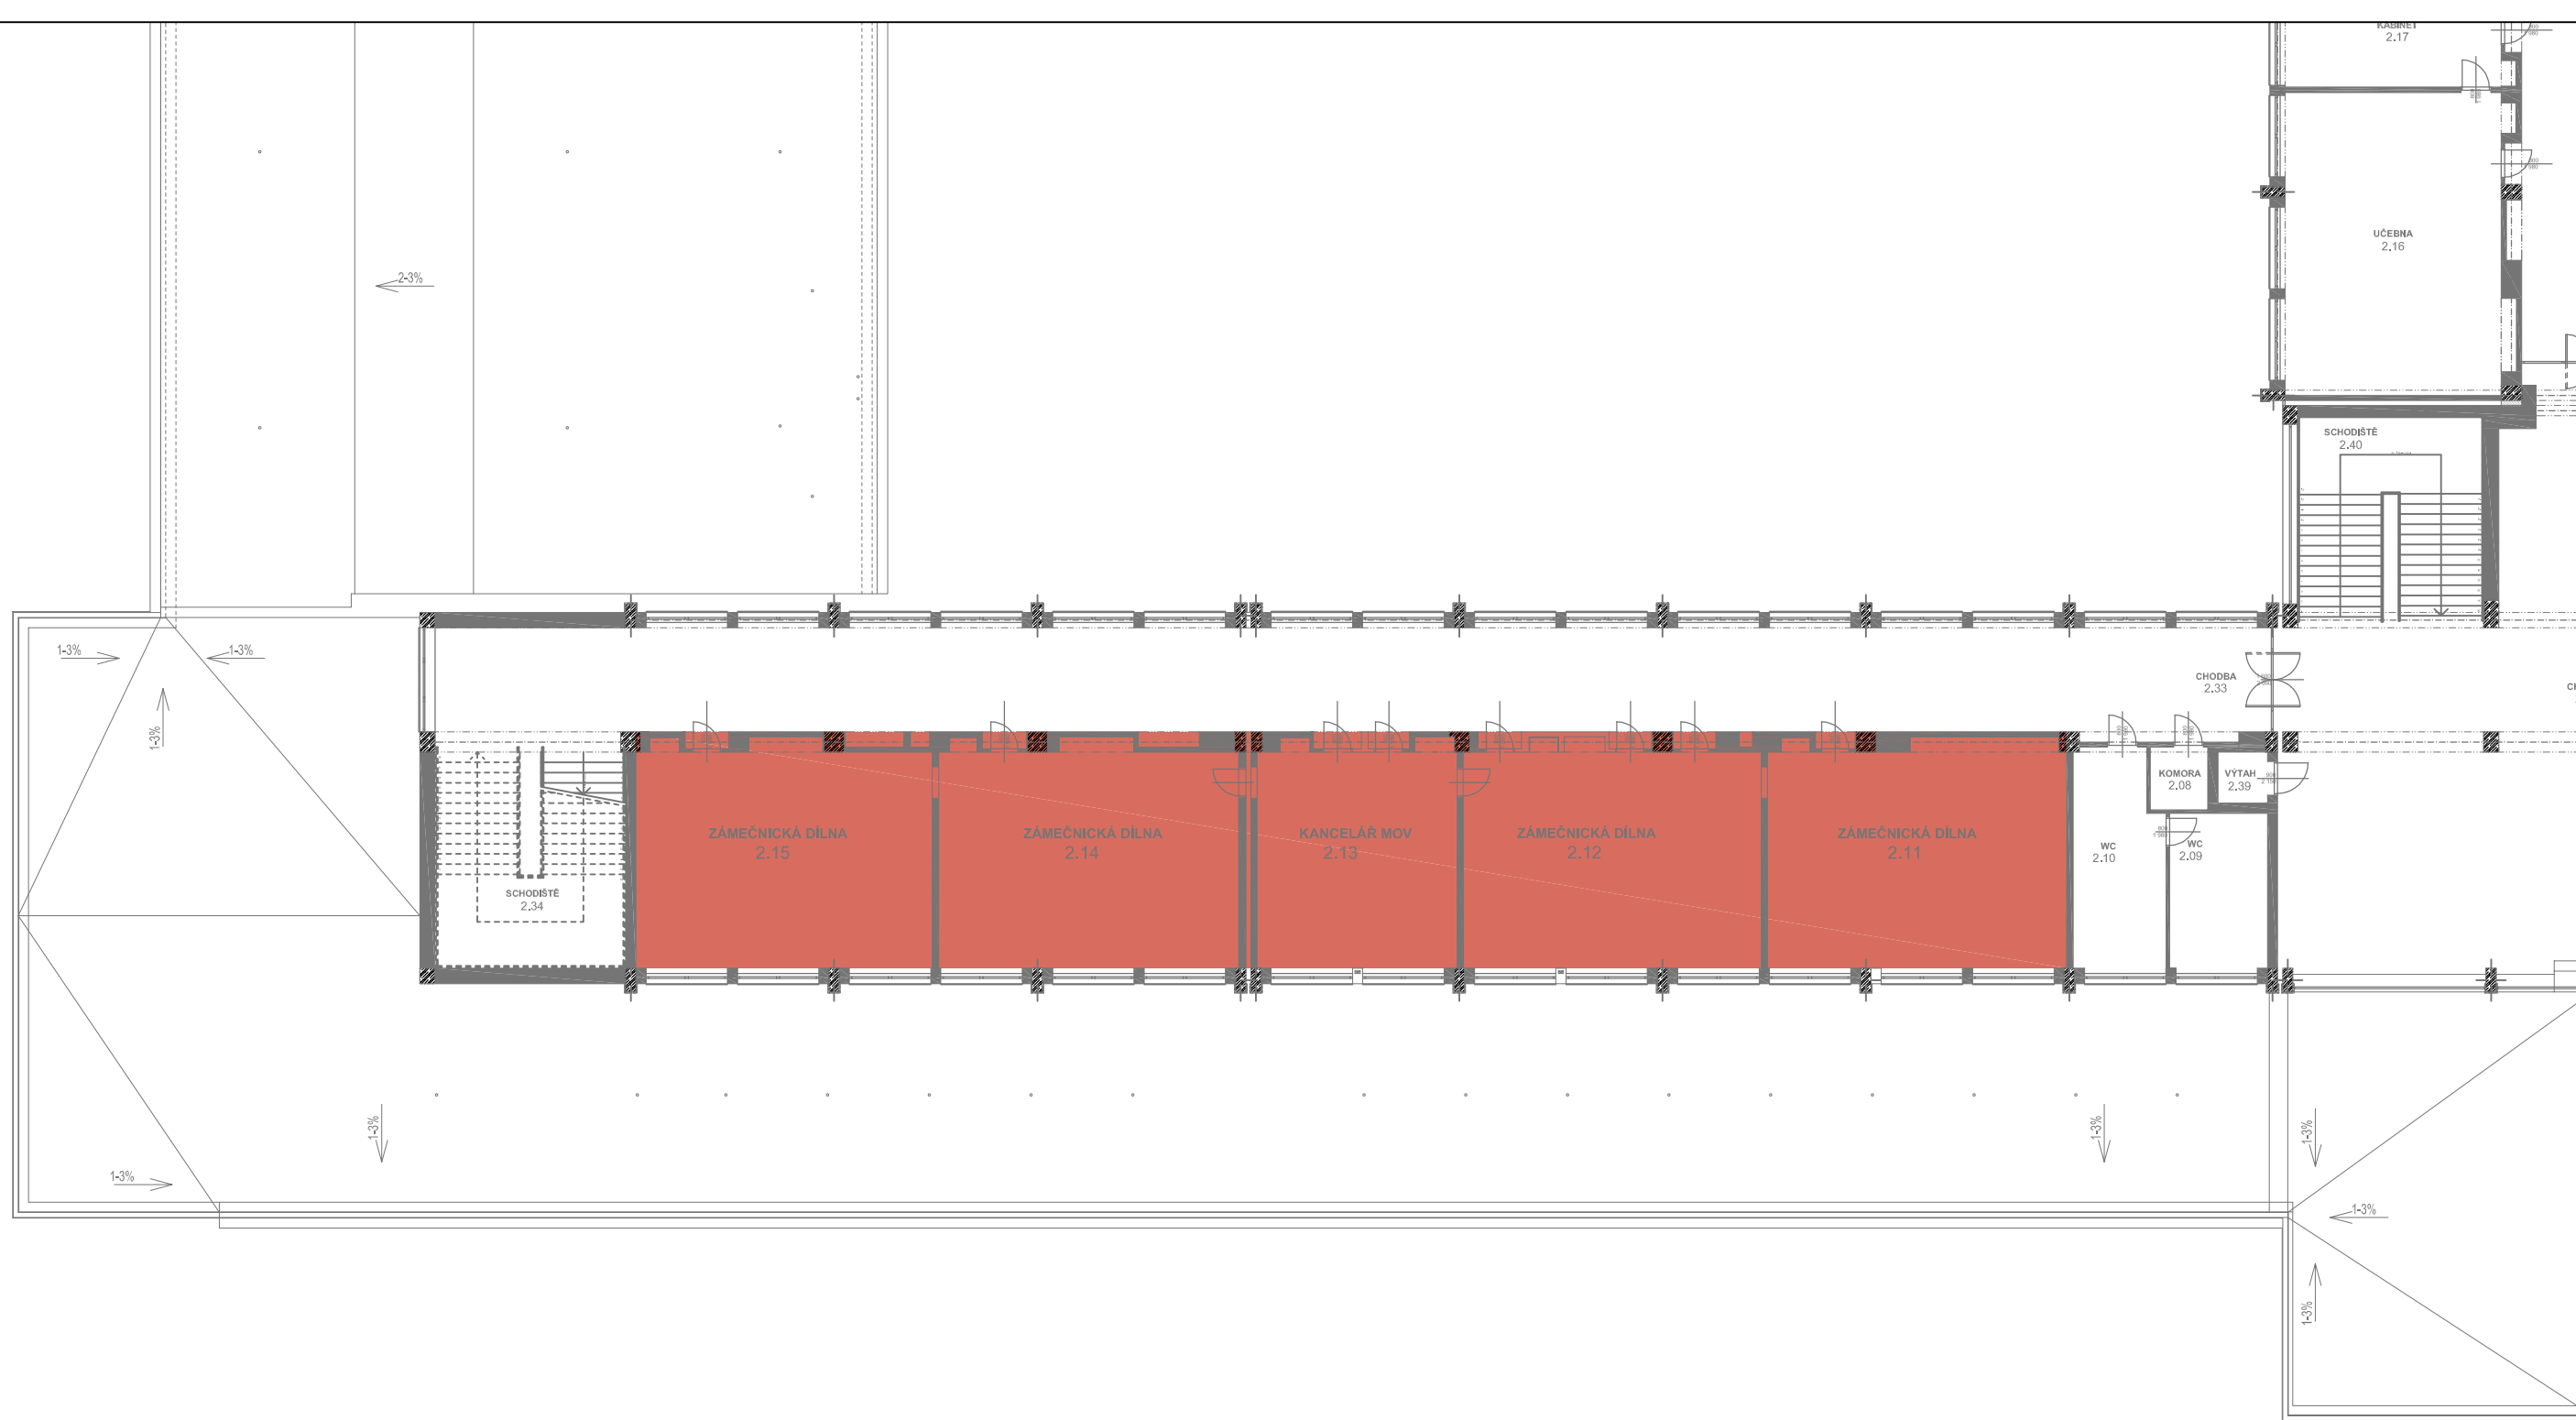 KABINET
2.17
UČEBNA
2.16
2-3%
SCHODIŠTĚ
2.40
1-3%
1-3%
1-3%
CHODBA
2.33
KOMORA
2.08
VÝTAH
2.39
ZÁMEČNICKÁ DÍLNA
2.15
ZÁMEČNICKÁ DÍLNA
2.14
KANCELÁŘ MOV
2.13
ZÁMEČNICKÁ DÍLNA
2.12
ZÁMEČNICKÁ DÍLNA
2.11
WC
2.10
WC
2.09
SCHODIŠTĚ
2.34
1-3%
1-3%
1-3%
1-3%
1-3%
1-3%